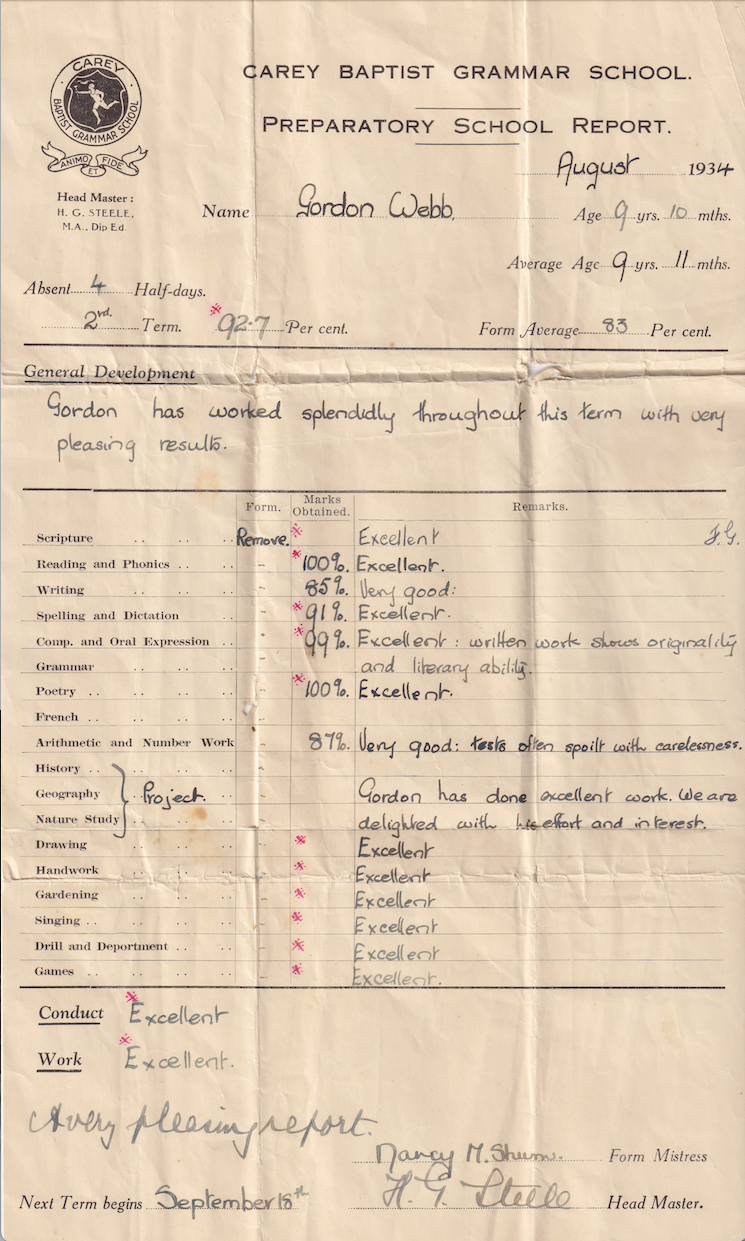 CAREY
BAPTIST GRAMMAR SCHOOL
ANIMO ET FIDE
CAREY BAPTIST GRAMMAR SCHOOL.
PREPARATORY SCHOOL REPORT.
August 1934
Head Master :
H. G. STEELE,
M.A., Dip Ed.
Name Gordon Webb. Age 9 yrs. 10 mths.
Average Age 9 yrs. 11 mths.
Absent 4 Half-days.
2nd. Term. * 92.7 Per cent. Form Average 83 Per cent.
General Development
Gordon has worked splendidly throughout this term with very
pleasing results.
Form. Marks Obtained. Remarks.
Scripture .. .. .. Remove. * Excellent F.G.
Reading and Phonics .. .. - * 100%. Excellent.
Writing .. .. .. - 85%. Very good:
Spelling and Dictation .. .. - * 91%. Excellent.
Comp. and Oral Expression .. - * 99%. Excellent : written work shows originality
Grammar .. .. .. - and literary ability.
Poetry .. .. .. .. - * 100%. Excellent.
French .. .. .. .. -
Arithmetic and Number Work - 87%. Very good: tests often spoilt with carelessness.
History .. .. .. .. -
Geography .. Project. - Gordon has done excellent work. We are
Nature Study .. .. .. - delighted with his effort and interest.
Drawing .. .. .. - * Excellent
Handwork .. .. .. - * Excellent
Gardening .. .. .. - * Excellent
Singing .. .. .. .. - * Excellent
Drill and Deportment .. .. - * Excellent
Games .. .. .. .. - * Excellent.
Conduct * Excellent
Work * Excellent.
A very pleasing report.
Nancy M. Form Mistress
Next Term begins September 18th H. G. Steele Head Master.